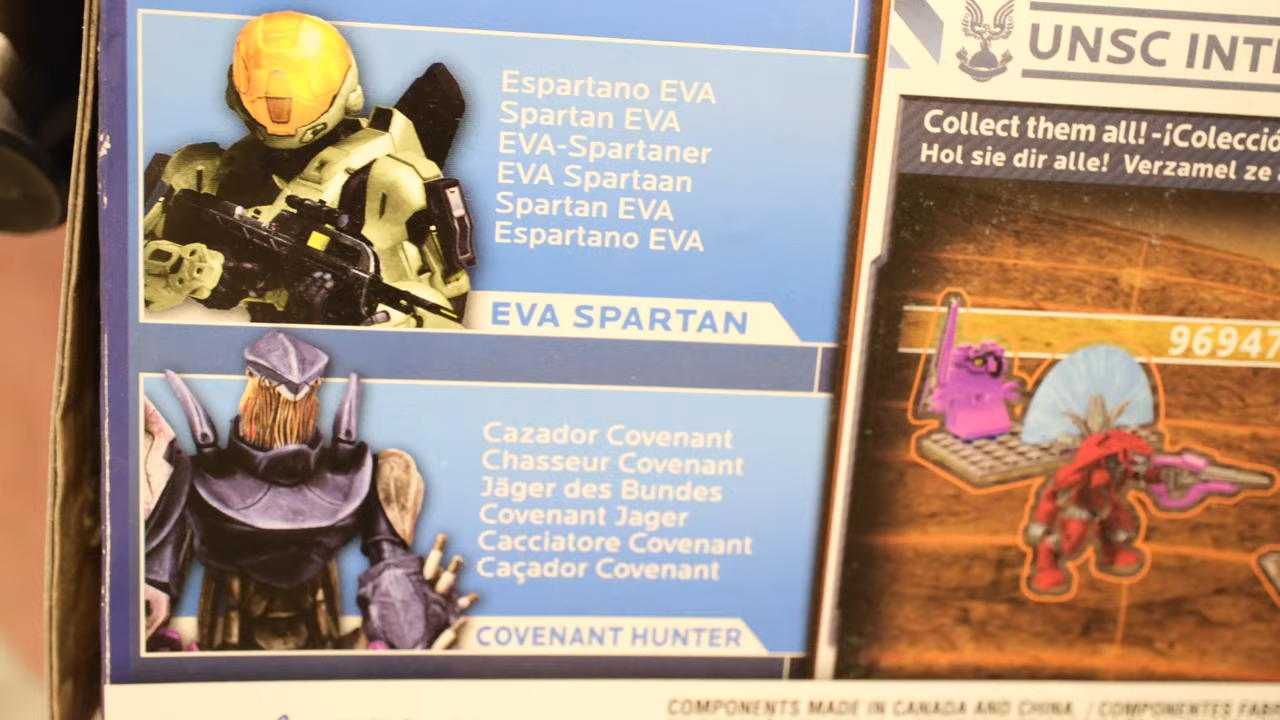 Espartano EVA
Spartan EVA
EVA-Spartaner
EVA Spartaan
Spartan EVA
Espartano EVA
EVA SPARTAN
Cazador Covenant
Chasseur Covenant
Jäger des Bundes
Covenant Jager
Cacciatore Covenant
Caçador Covenant
COVENANT HUNTER
UNSC INT
Collect them all! - ¡Colecció
Hol sie dir alle! Verzamel ze
96947
COMPONENTS MADE IN CANADA AND CHINA. / COMPONENTES FAB